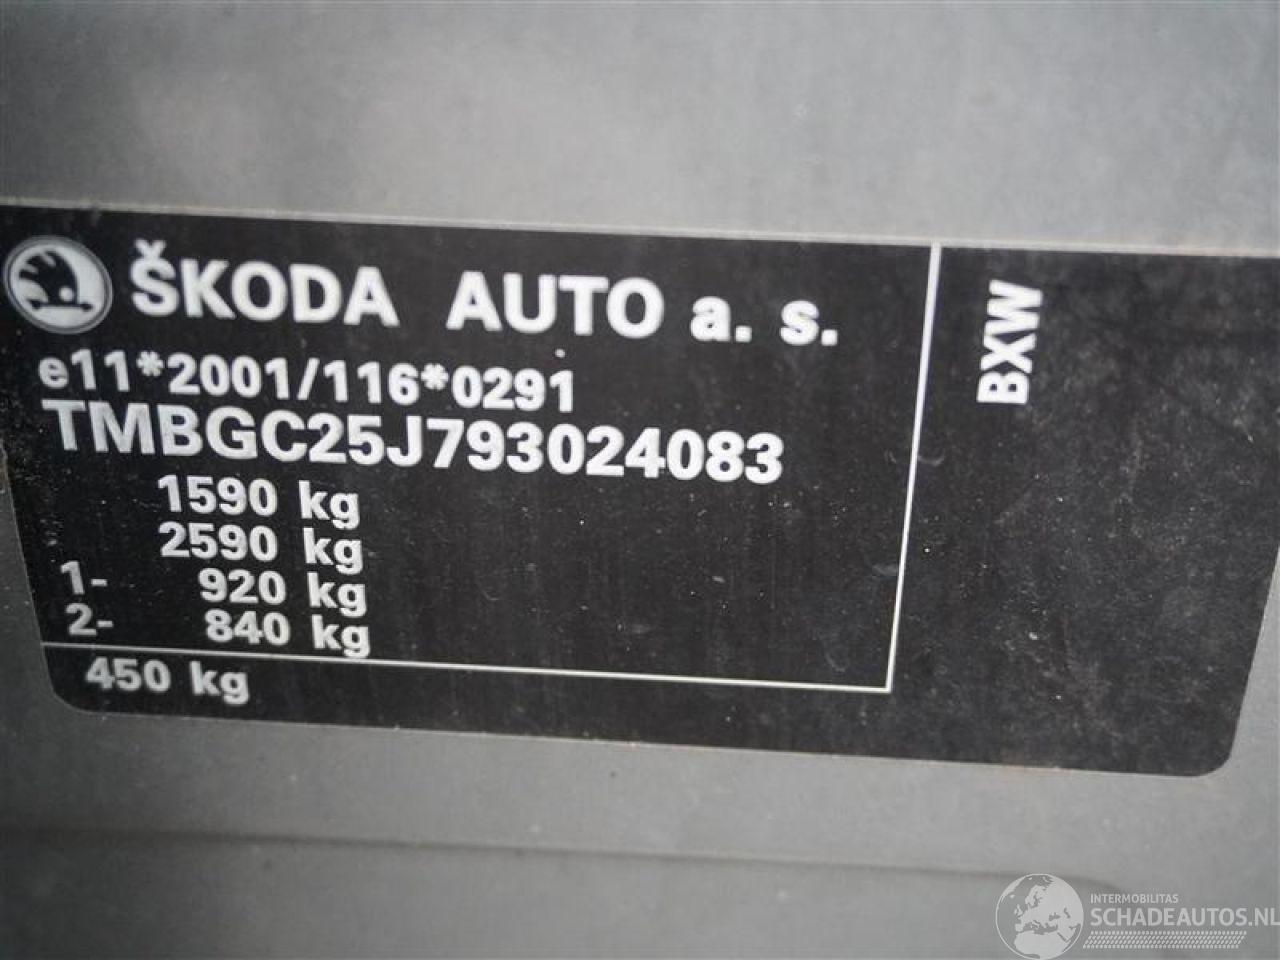 ŠKODA AUTO a. s.
e11*2001/116*0291
TMBGC25J793024083
1590 kg
2590 kg
1- 920 kg
2- 840 kg
450 kg
BXW
INTERMOBILITAS
SCHADEAUTOS.NL